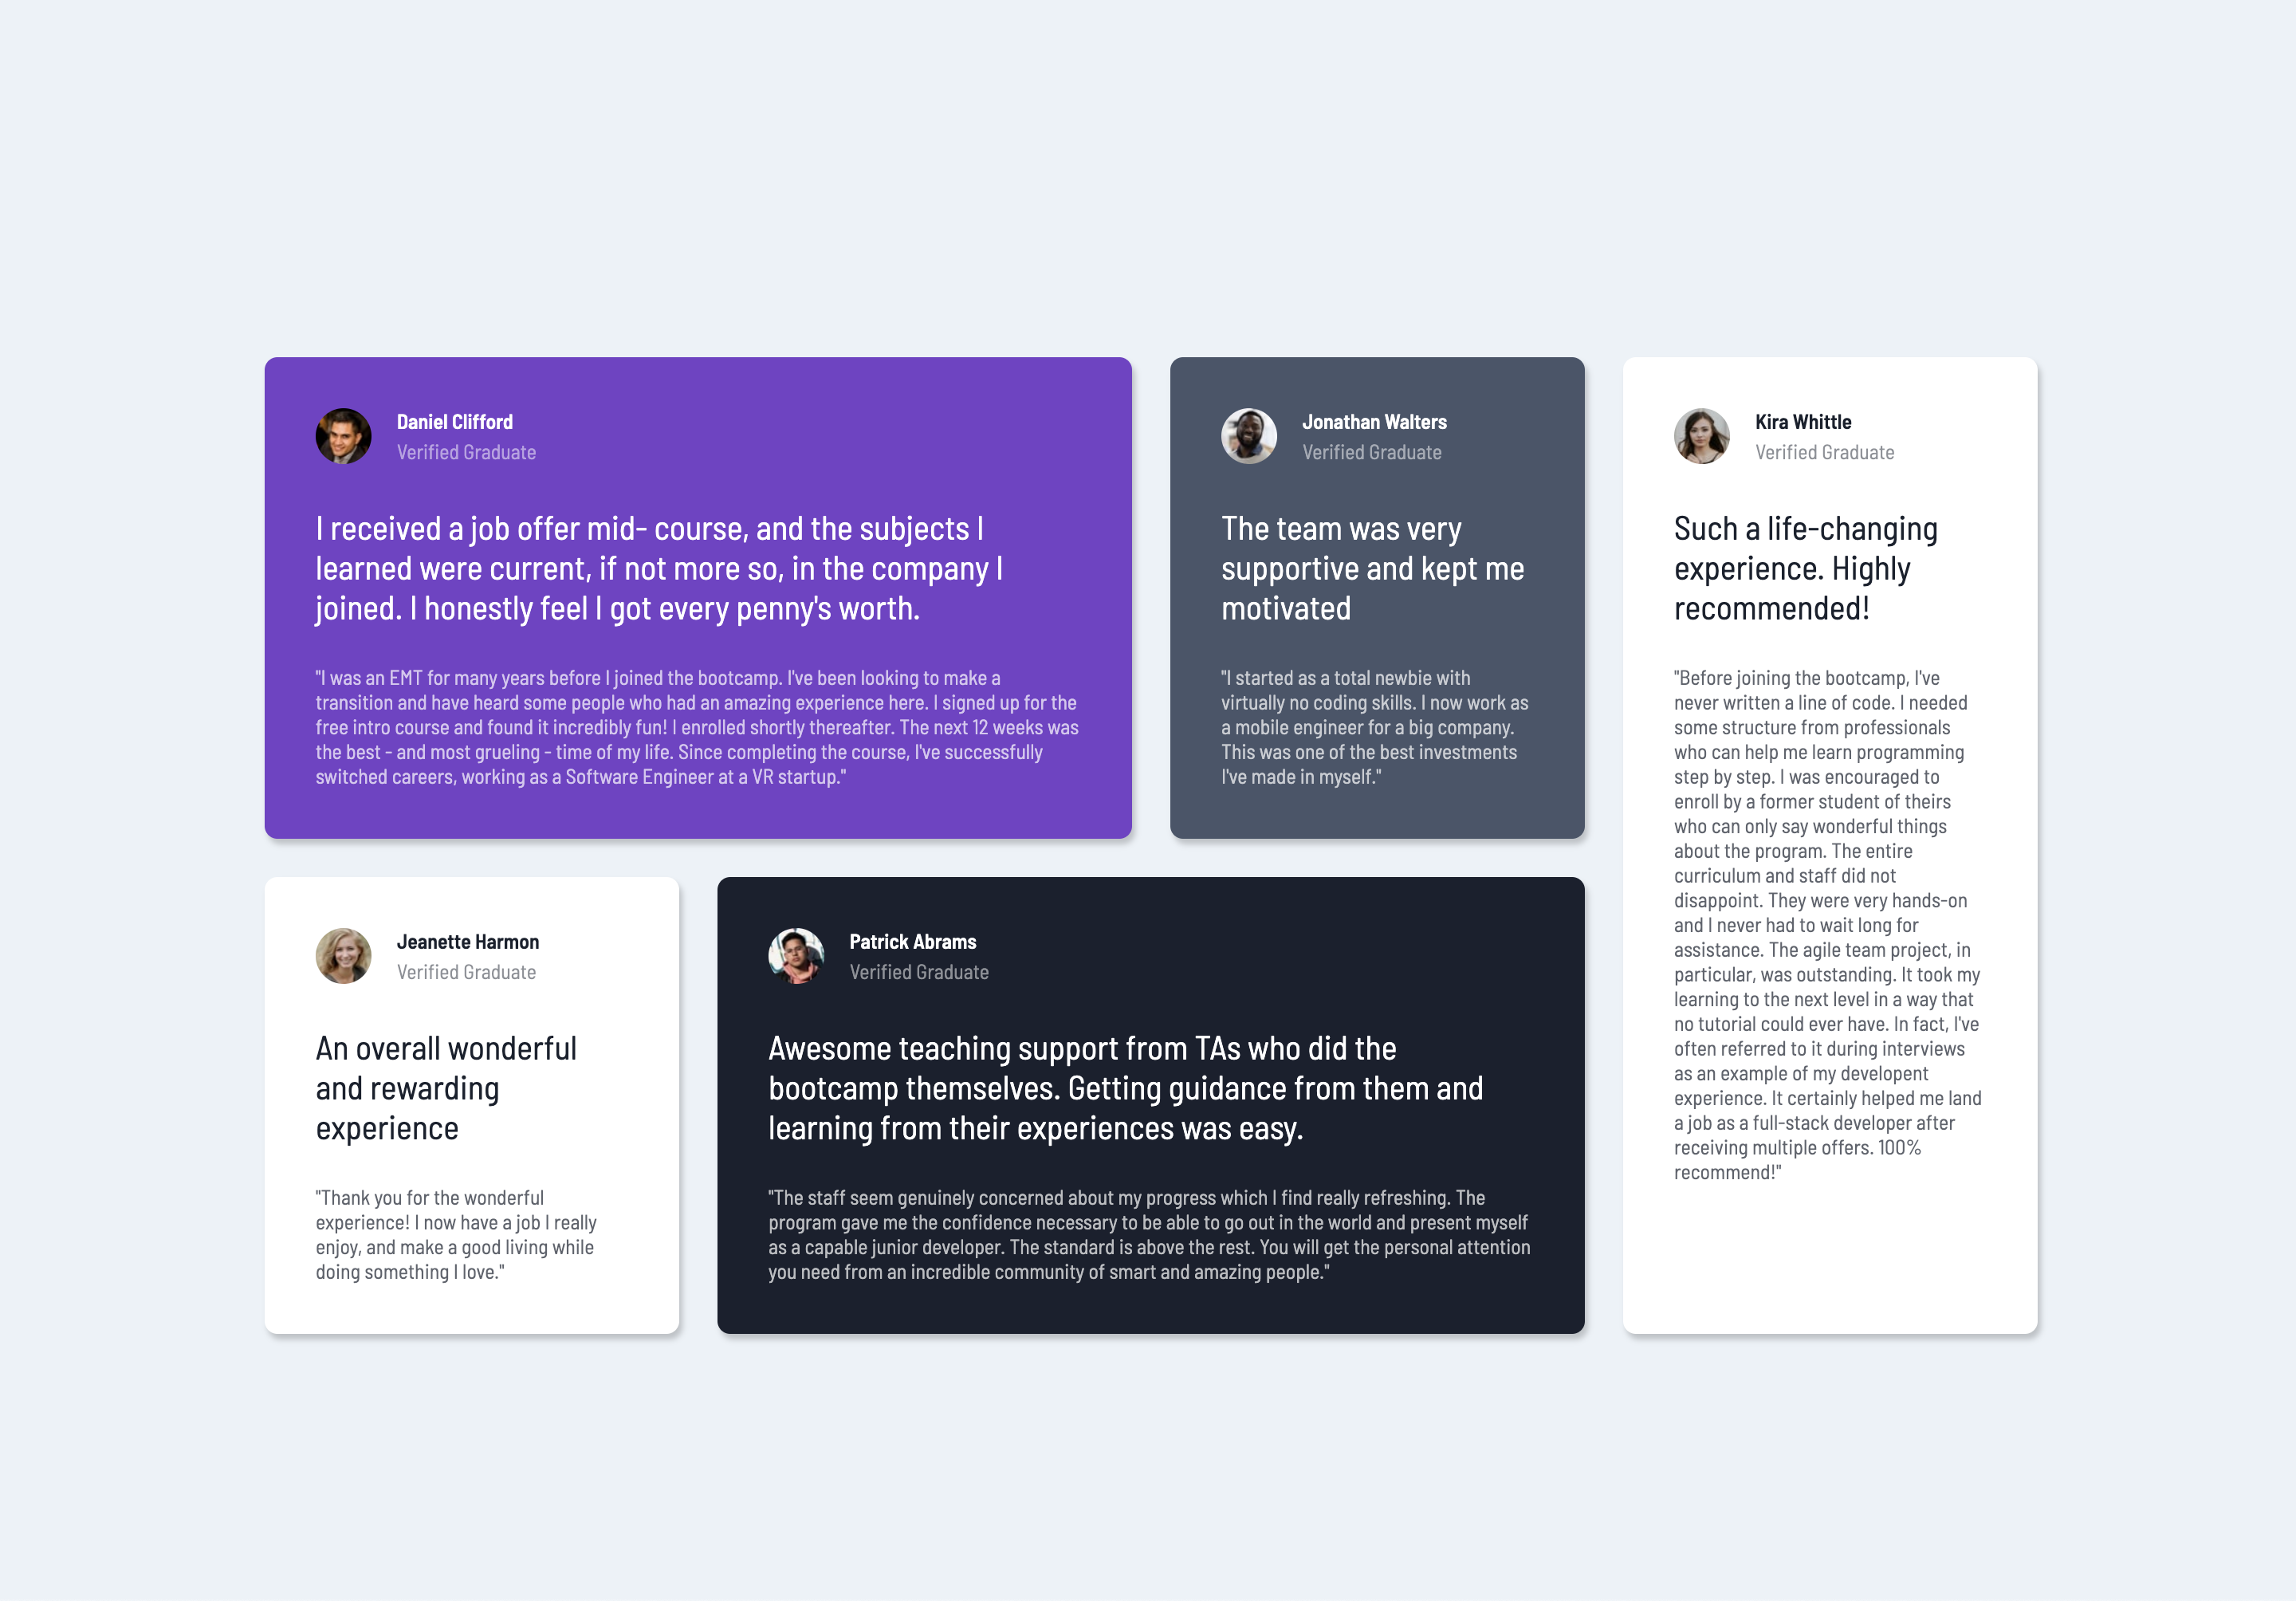 Daniel Clifford
Verified Graduate
I received a job offer mid- course, and the subjects I
learned were current, if not more so, in the company I
joined. I honestly feel I got every penny's worth.
"I was an EMT for many years before I joined the bootcamp. I've been looking to make a
transition and have heard some people who had an amazing experience here. I signed up for the
free intro course and found it incredibly fun! I enrolled shortly thereafter. The next 12 weeks was
the best - and most grueling - time of my life. Since completing the course, I've successfully
switched careers, working as a Software Engineer at a VR startup."
Jonathan Walters
Verified Graduate
The team was very
supportive and kept me
motivated
"I started as a total newbie with
virtually no coding skills. I now work as
a mobile engineer for a big company.
This was one of the best investments
I've made in myself."
Kira Whittle
Verified Graduate
Such a life-changing
experience. Highly
recommended!
"Before joining the bootcamp, I've
never written a line of code. I needed
some structure from professionals
who can help me learn programming
step by step. I was encouraged to
enroll by a former student of theirs
who can only say wonderful things
about the program. The entire
curriculum and staff did not
disappoint. They were very hands-on
and I never had to wait long for
assistance. The agile team project, in
particular, was outstanding. It took my
learning to the next level in a way that
no tutorial could ever have. In fact, I've
often referred to it during interviews
as an example of my developent
experience. It certainly helped me land
a job as a full-stack developer after
receiving multiple offers. 100%
recommend!"
Jeanette Harmon
Verified Graduate
An overall wonderful
and rewarding
experience
"Thank you for the wonderful
experience! I now have a job I really
enjoy, and make a good living while
doing something I love."
Patrick Abrams
Verified Graduate
Awesome teaching support from TAs who did the
bootcamp themselves. Getting guidance from them and
learning from their experiences was easy.
"The staff seem genuinely concerned about my progress which I find really refreshing. The
program gave me the confidence necessary to be able to go out in the world and present myself
as a capable junior developer. The standard is above the rest. You will get the personal attention
you need from an incredible community of smart and amazing people."